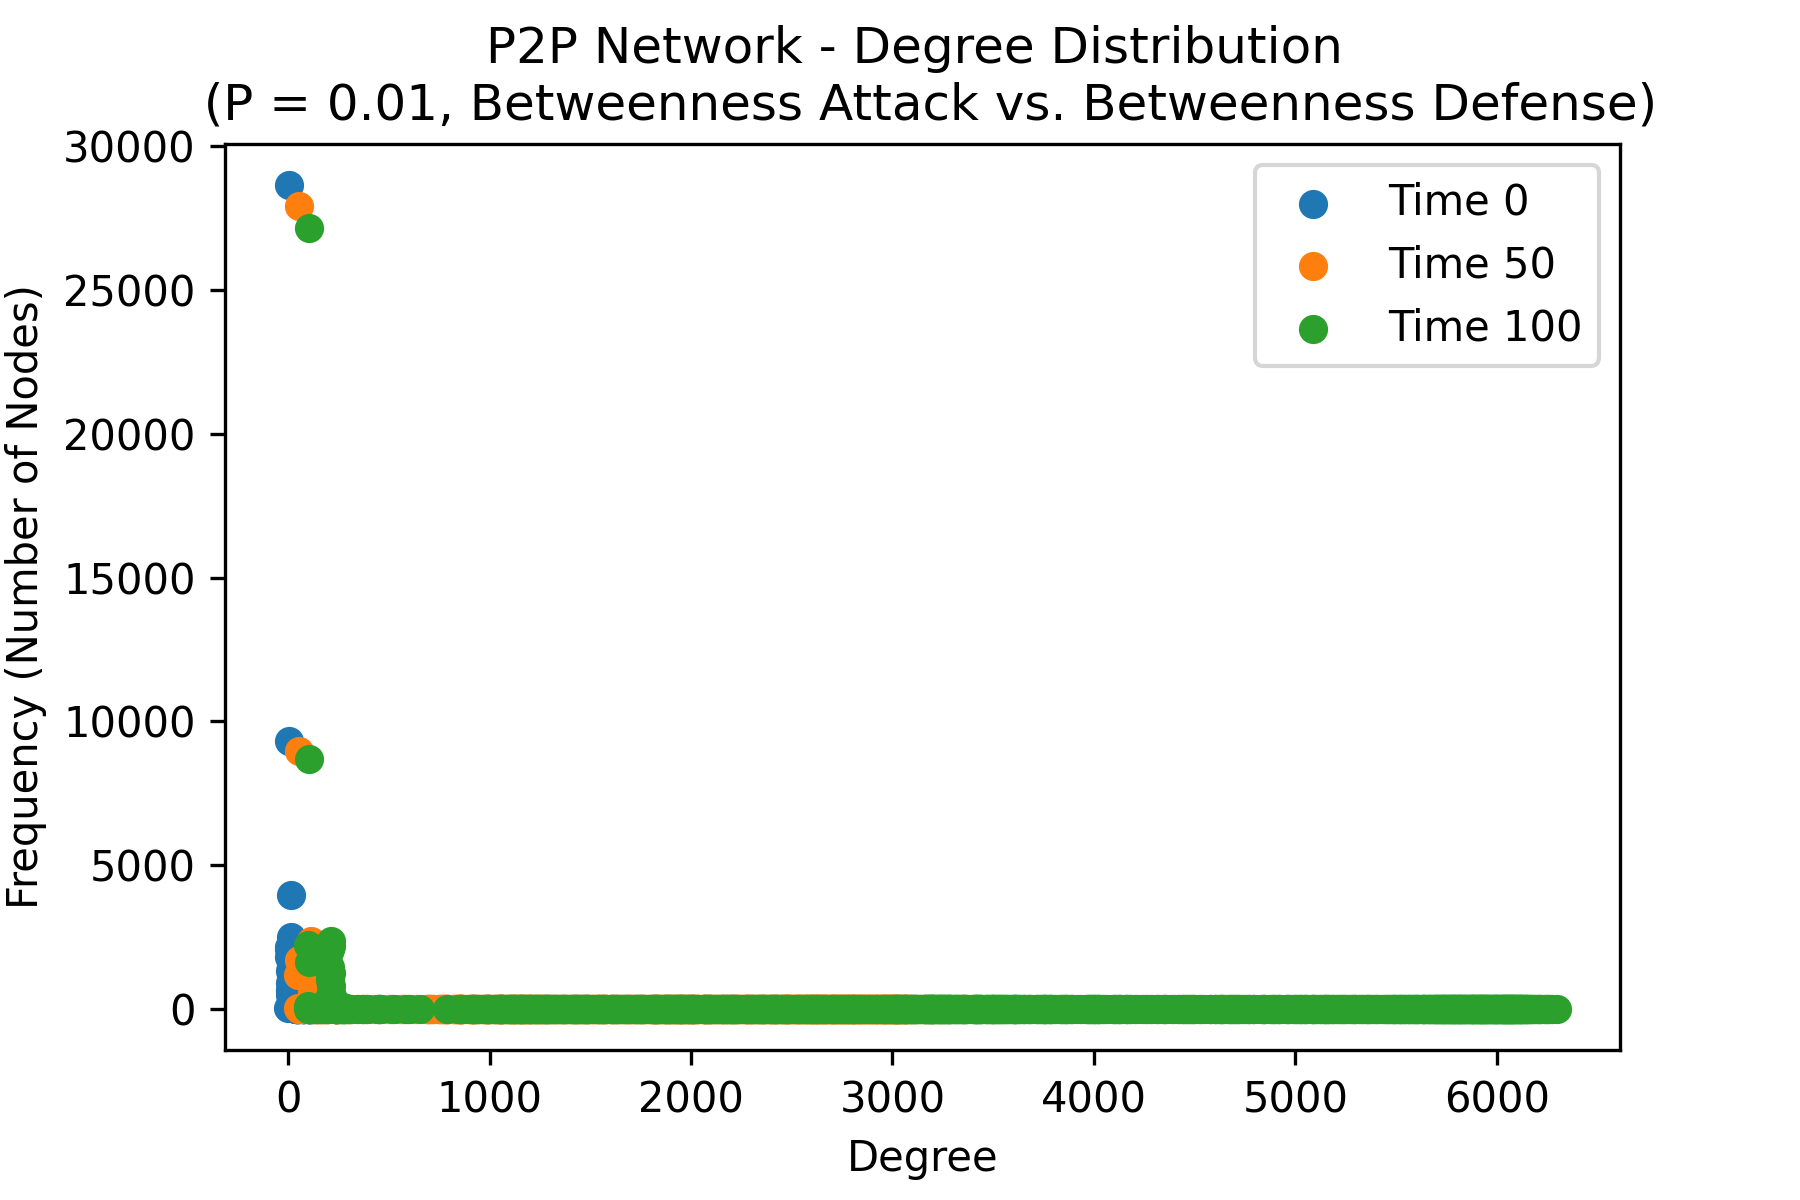 P2P Network - Degree Distribution
(P = 0.01, Betweenness Attack vs. Betweenness Defense)
30000
25000
20000
15000
10000
5000
0
Frequency (Number of Nodes)
Time 0
Time 50
Time 100
0 1000 2000 3000 4000 5000 6000
Degree